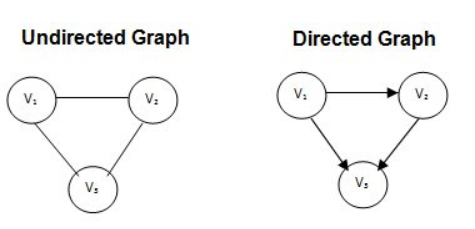 Undirected Graph
Directed Graph
V₁
V₂
V₁
V₂
V₃
V₃